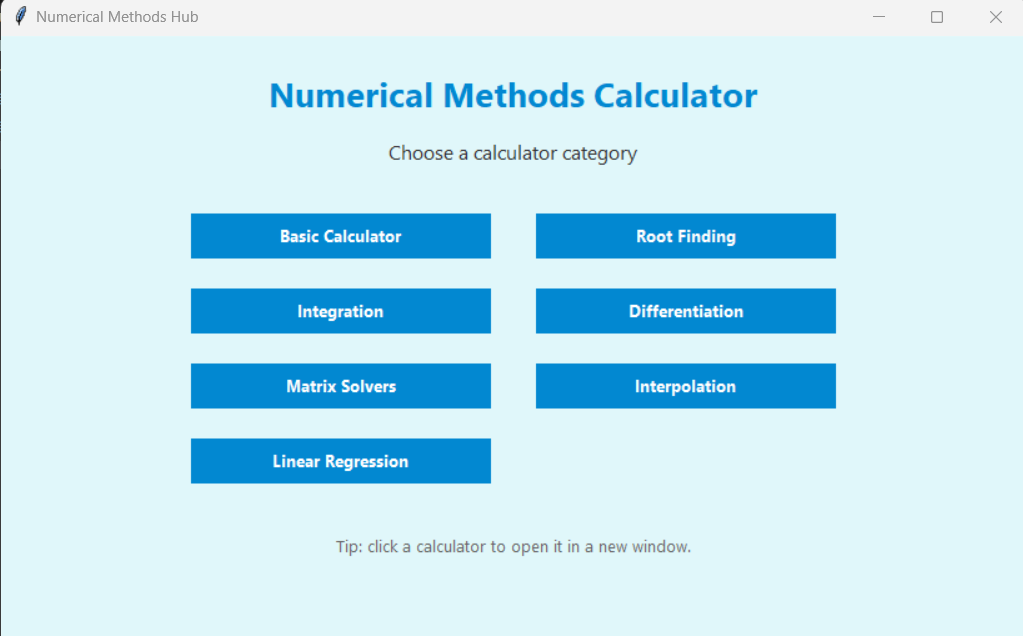 Numerical Methods Hub
Numerical Methods Calculator
Choose a calculator category
Basic Calculator
Root Finding
Integration
Differentiation
Matrix Solvers
Interpolation
Linear Regression
Tip: click a calculator to open it in a new window.